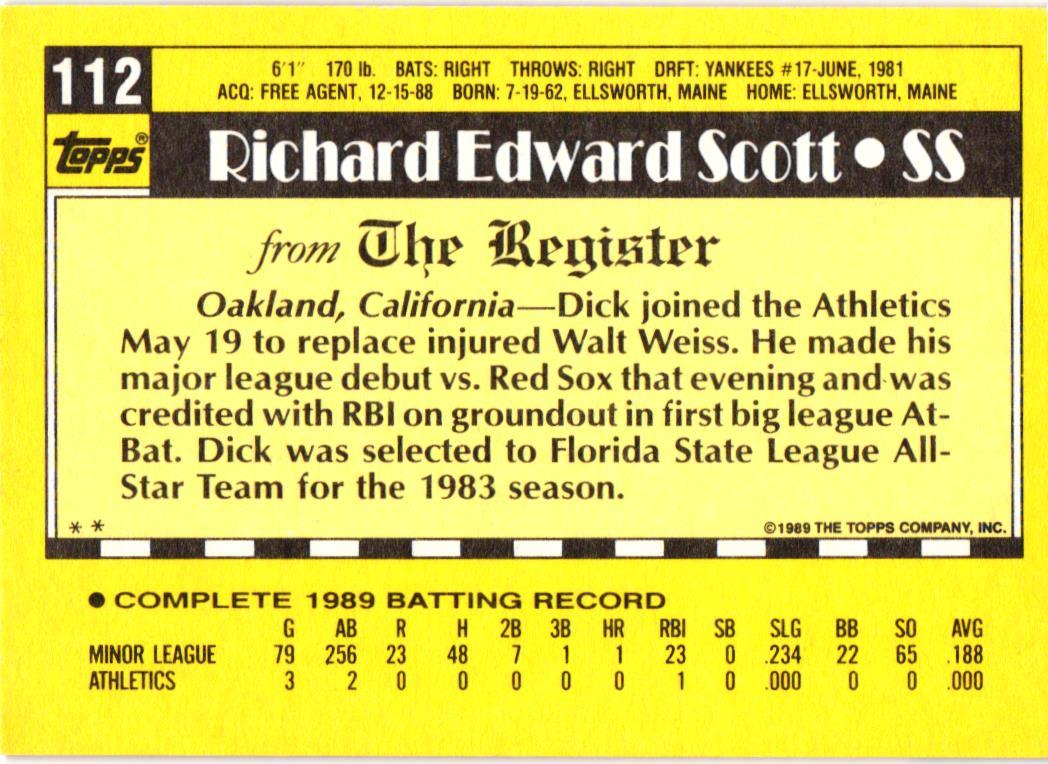 112
6'1" 170 lb. BATS: RIGHT THROWS: RIGHT DRFT: YANKEES #17-JUNE, 1981
ACQ: FREE AGENT, 12-15-88 BORN: 7-19-62, ELLSWORTH, MAINE HOME: ELLSWORTH, MAINE
topps®
Richard Edward Scott • SS
from The Register
Oakland, California—Dick joined the Athletics
May 19 to replace injured Walt Weiss. He made his
major league debut vs. Red Sox that evening and was
credited with RBI on groundout in first big league At-
Bat. Dick was selected to Florida State League All-
Star Team for the 1983 season.
* * ©1989 THE TOPPS COMPANY, INC.
• COMPLETE 1989 BATTING RECORD
G AB R H 2B 3B HR RBI SB SLG BB SO AVG
MINOR LEAGUE 79 256 23 48 7 1 1 23 0 .234 22 65 .188
ATHLETICS 3 2 0 0 0 0 0 1 0 .000 0 0 .000